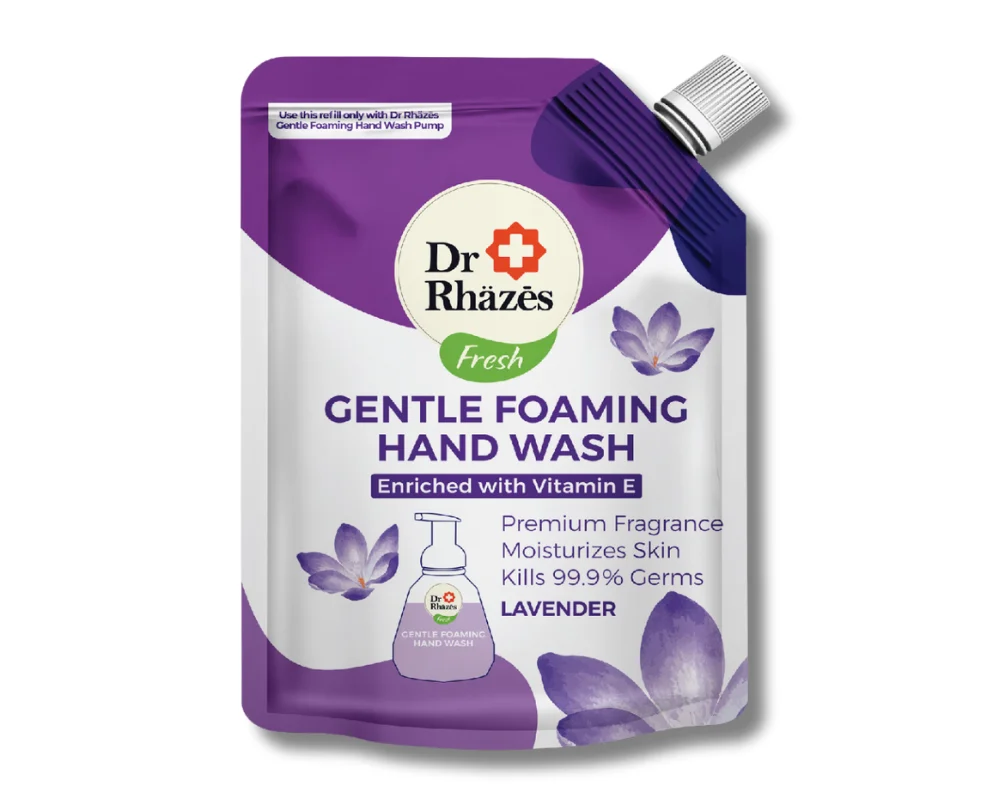 Use this refill only with Dr Rhäzēs
Gentle Foaming Hand Wash Pump
Dr
Rhäzēs
Fresh
GENTLE FOAMING
HAND WASH
Enriched with Vitamin E
Premium Fragrance
Moisturizes Skin
Kills 99.9% Germs
LAVENDER
Dr
Rhäzēs
Fresh
GENTLE FOAMING
HAND WASH